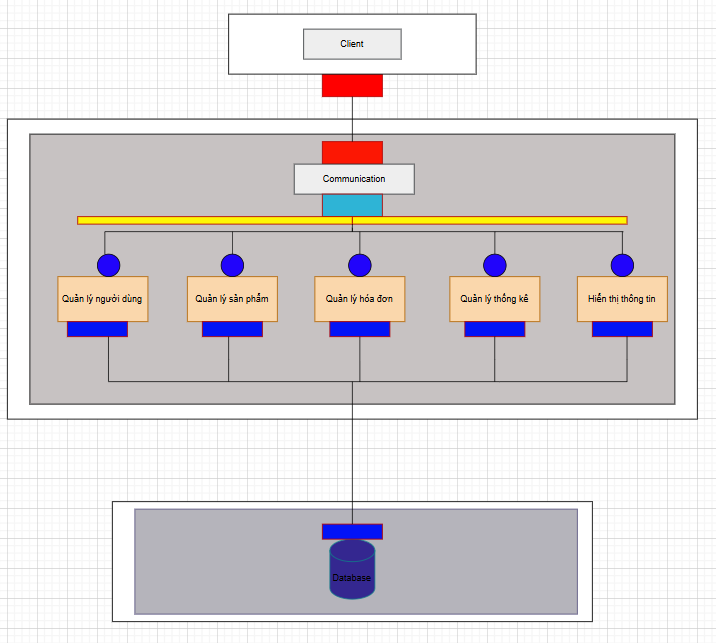 Client
Communication
Quản lý người dùng
Quản lý sản phẩm
Quản lý hóa đơn
Quản lý thống kê
Hiển thị thông tin
Database